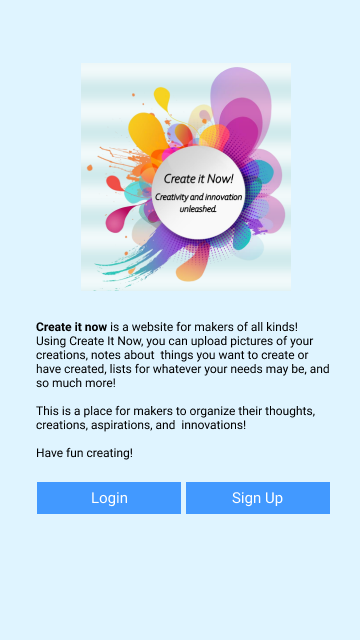 Create it Now!
Creativity and innovation
unleashed.
Create it now is a website for makers of all kinds!
Using Create It Now, you can upload pictures of your
creations, notes about  things you want to create or
have created, lists for whatever your needs may be, and
so much more!
This is a place for makers to organize their thoughts,
creations, aspirations, and  innovations!
Have fun creating!
Login
Sign Up